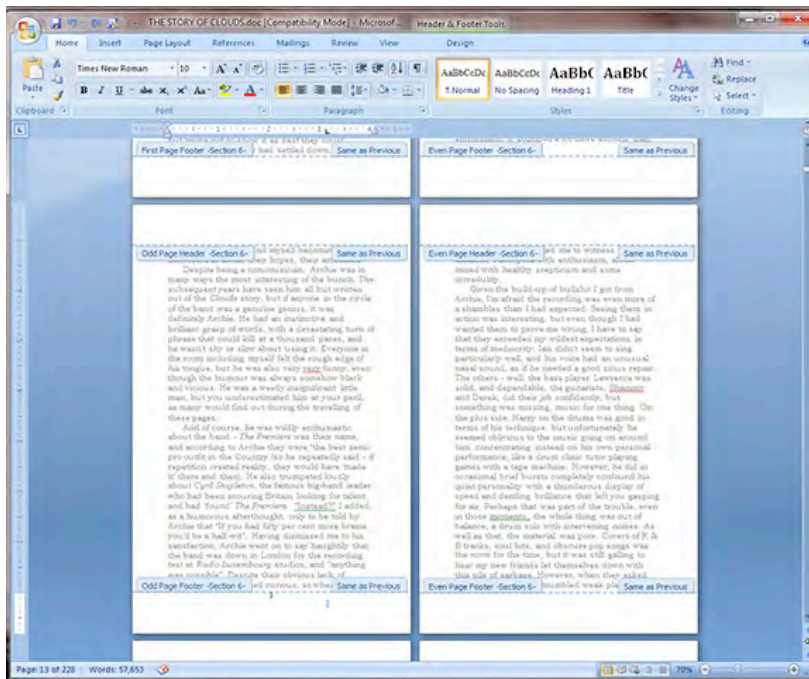 THE STORY OF CLOUDS.doc [Compatibility Mode] - Microsof... Header & Footer Tools
Home Insert Page Layout References Mailings Review View Design
Times New Roman 10
Paste
B I U abe
AaBbCcDc AaBbCcDc AaBbC AaBbC
¶ Normal No Spacing Heading 1 Title
Change Styles
Find
Replace
Select
Clipboard Font Paragraph Styles Editing
First Page Footer -Section 6- had settled down, Same as Previous
Even Page Footer -Section 6- Same as Previous
Odd Page Header -Section 6- nd myself becoming Same as Previous
hopes, their
Despite being a nonmusician, Archie was in
many ways the most interesting of the bunch. The
subsequent years have seen him all but written
out of the Clouds story, but if anyone in the circle
of the band was a genuine genius, it was
definitely Archie. He had an instinctive and
brilliant grasp of words, with a devastating turn of
phrase that could kill at a thousand paces, and
he wasn't shy or slow about using it. Everyone in
the room including myself felt the rough edge of
his tongue, but he was also very very funny, even
though the humour was always somehow black
and vicious. He was a weedy insignificant little
man, but you underestimated him at your peril,
as many would find out during the travelling of
these pages.
And of course, he was wildly enthusiastic
about the band - The Premiers was their name,
and according to Archie they were "the best semi-
pro outfit in the Country (so he repeatedly said - if
repetition created reality, they would have 'made
it' there and then). He also trumpeted loudly
about Cyril Stapleton, the famous big-band leader
who had been scouring Britain looking for talent
and had 'found' The Premiers. "Instead?" I added,
as a humorous afterthought, only to be told by
Archie that "If you had fifty per cent more brains
you'd be a half-wit". Having dismissed me to his
satisfaction, Archie went on to say haughtily that
the band was down in London for the recording
test at Radio Luxembourg studios, and "anything
was possible". Despite their obvious lack of
Odd Page Footer -Section 6- ed curious, so when Same as Previous
3
Even Page Header -Section 6- ed me to witness Same as Previous
th enthusiasm,
mixed with healthy scepticism and some
incredulity.
Given the build-up of bullshit I got from
Archie, I'm afraid the recording was even more of
a shambles than I had expected. Seeing them in
action was interesting, but even though I had
wanted them to prove me wrong, I have to say
that they exceeded my wildest expectations in
terms of mediocrity. Ian didn't seem to sing
particularly well, and his voice had an unusual
nasal sound, as if he needed a good sinus repair.
The others - well, the bass player Lawrence was
solid, and dependable, the guitarists,
and Derek, did their job confidently, but
something was missing, music for one thing. On
the plus side, Harry on the drums was good in
terms of his technique, but unfortunately he
seemed oblivious to the music going on around
him, concentrating instead on his own personal
performance, like a drum clinic tutor playing
games with a tape machine. However, he did in
occasional brief bursts completely confound his
quiet personality with a thunderous display of
speed and dazzling brilliance that left you gasping
for air. Perhaps that was part of the trouble, even
in those moments, the whole thing was out of
balance, a drum solo with intervening noises. As
well as that, the material was poor. Covers of R &
B tracks, soul hits, and obscure pop songs was
the norm for the time, but it was still galling to
hear my new friends let themselves down with
this pile of garbage. However, when they asked
Even Page Footer -Section 6- mumbled weak Same as Previous
Page: 13 of 228 Words: 57,653 70%